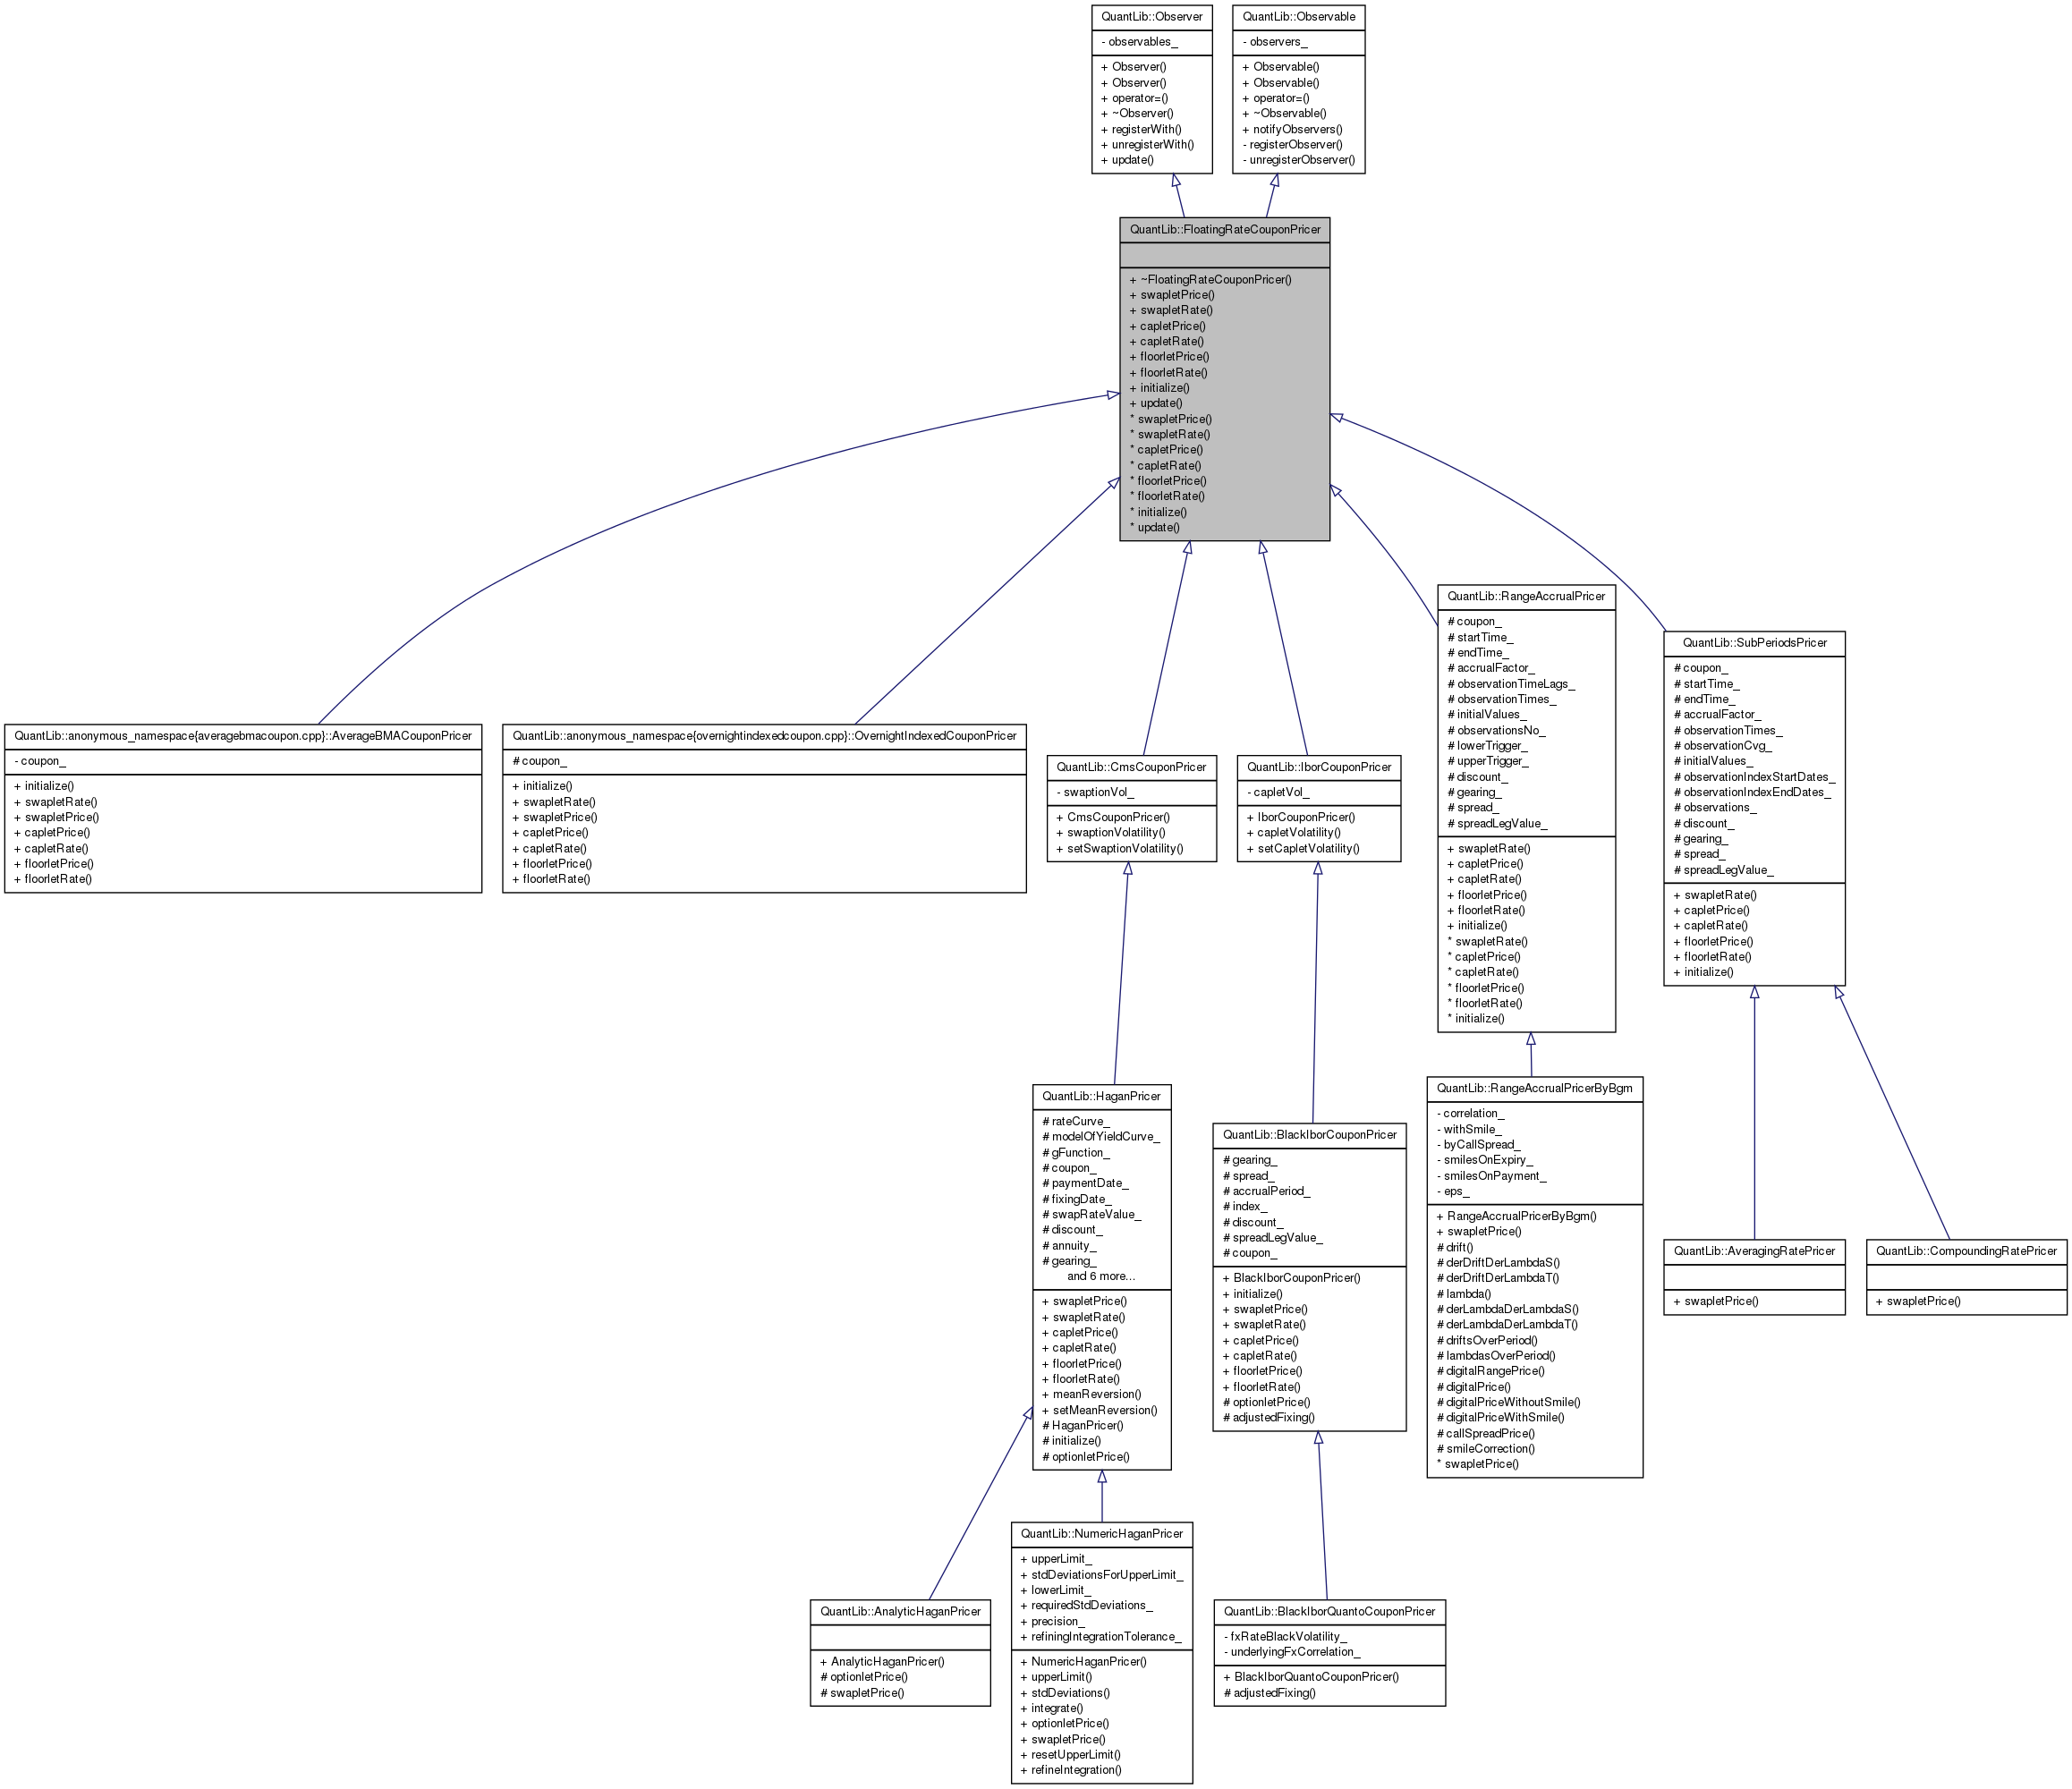 QuantLib::Observer
- observables_
+ Observer()
+ Observer()
+ operator=()
+ ~Observer()
+ registerWith()
+ unregisterWith()
+ update()
QuantLib::Observable
- observers_
+ Observable()
+ Observable()
+ operator=()
+ ~Observable()
+ notifyObservers()
- registerObserver()
- unregisterObserver()
QuantLib::FloatingRateCouponPricer
+ ~FloatingRateCouponPricer()
+ swapletPrice()
+ swapletRate()
+ capletPrice()
+ capletRate()
+ floorletPrice()
+ floorletRate()
+ initialize()
+ update()
* swapletPrice()
* swapletRate()
* capletPrice()
* capletRate()
* floorletPrice()
* floorletRate()
* initialize()
* update()
QuantLib::anonymous_namespace{averagebmacoupon.cpp}::AverageBMACouponPricer
- coupon_
+ initialize()
+ swapletRate()
+ swapletPrice()
+ capletPrice()
+ capletRate()
+ floorletPrice()
+ floorletRate()
QuantLib::anonymous_namespace{overnightindexedcoupon.cpp}::OvernightIndexedCouponPricer
# coupon_
+ initialize()
+ swapletRate()
+ swapletPrice()
+ capletPrice()
+ capletRate()
+ floorletPrice()
+ floorletRate()
QuantLib::CmsCouponPricer
- swaptionVol_
+ CmsCouponPricer()
+ swaptionVolatility()
+ setSwaptionVolatility()
QuantLib::IborCouponPricer
- capletVol_
+ IborCouponPricer()
+ capletVolatility()
+ setCapletVolatility()
QuantLib::RangeAccrualPricer
# coupon_
# startTime_
# endTime_
# accrualFactor_
# observationTimeLags_
# observationTimes_
# initialValues_
# observationsNo_
# lowerTrigger_
# upperTrigger_
# discount_
# gearing_
# spread_
# spreadLegValue_
+ swapletRate()
+ capletPrice()
+ capletRate()
+ floorletPrice()
+ floorletRate()
+ initialize()
* swapletRate()
* capletPrice()
* capletRate()
* floorletPrice()
* floorletRate()
* initialize()
QuantLib::SubPeriodsPricer
# coupon_
# startTime_
# endTime_
# accrualFactor_
# observationTimes_
# observationCvg_
# initialValues_
# observationIndexStartDates_
# observationIndexEndDates_
# observations_
# discount_
# gearing_
# spread_
# spreadLegValue_
+ swapletRate()
+ capletPrice()
+ capletRate()
+ floorletPrice()
+ floorletRate()
+ initialize()
QuantLib::HaganPricer
# rateCurve_
# modelOfYieldCurve_
# gFunction_
# coupon_
# paymentDate_
# fixingDate_
# swapRateValue_
# discount_
# annuity_
# gearing_
and 6 more...
+ swapletPrice()
+ swapletRate()
+ capletPrice()
+ capletRate()
+ floorletPrice()
+ floorletRate()
+ meanReversion()
+ setMeanReversion()
# HaganPricer()
# initialize()
# optionletPrice()
QuantLib::BlackIborCouponPricer
# gearing_
# spread_
# accrualPeriod_
# index_
# discount_
# spreadLegValue_
# coupon_
+ BlackIborCouponPricer()
+ initialize()
+ swapletPrice()
+ swapletRate()
+ capletPrice()
+ capletRate()
+ floorletPrice()
+ floorletRate()
# optionletPrice()
# adjustedFixing()
QuantLib::RangeAccrualPricerByBgm
- correlation_
- withSmile_
- byCallSpread_
- smilesOnExpiry_
- smilesOnPayment_
- eps_
+ RangeAccrualPricerByBgm()
+ swapletPrice()
# drift()
# derDriftDerLambdaS()
# derDriftDerLambdaT()
# lambda()
# derLambdaDerLambdaS()
# derLambdaDerLambdaT()
# driftsOverPeriod()
# lambdasOverPeriod()
# digitalRangePrice()
# digitalPrice()
# digitalPriceWithoutSmile()
# digitalPriceWithSmile()
# callSpreadPrice()
# smileCorrection()
* swapletPrice()
QuantLib::AveragingRatePricer
+ swapletPrice()
QuantLib::CompoundingRatePricer
+ swapletPrice()
QuantLib::AnalyticHaganPricer
+ AnalyticHaganPricer()
# optionletPrice()
# swapletPrice()
QuantLib::NumericHaganPricer
+ upperLimit_
+ stdDeviationsForUpperLimit_
+ lowerLimit_
+ requiredStdDeviations_
+ precision_
+ refiningIntegrationTolerance_
+ NumericHaganPricer()
+ upperLimit()
+ stdDeviations()
+ integrate()
+ optionletPrice()
+ swapletPrice()
+ resetUpperLimit()
+ refineIntegration()
QuantLib::BlackIborQuantoCouponPricer
- fxRateBlackVolatility_
- underlyingFxCorrelation_
+ BlackIborQuantoCouponPricer()
# adjustedFixing()